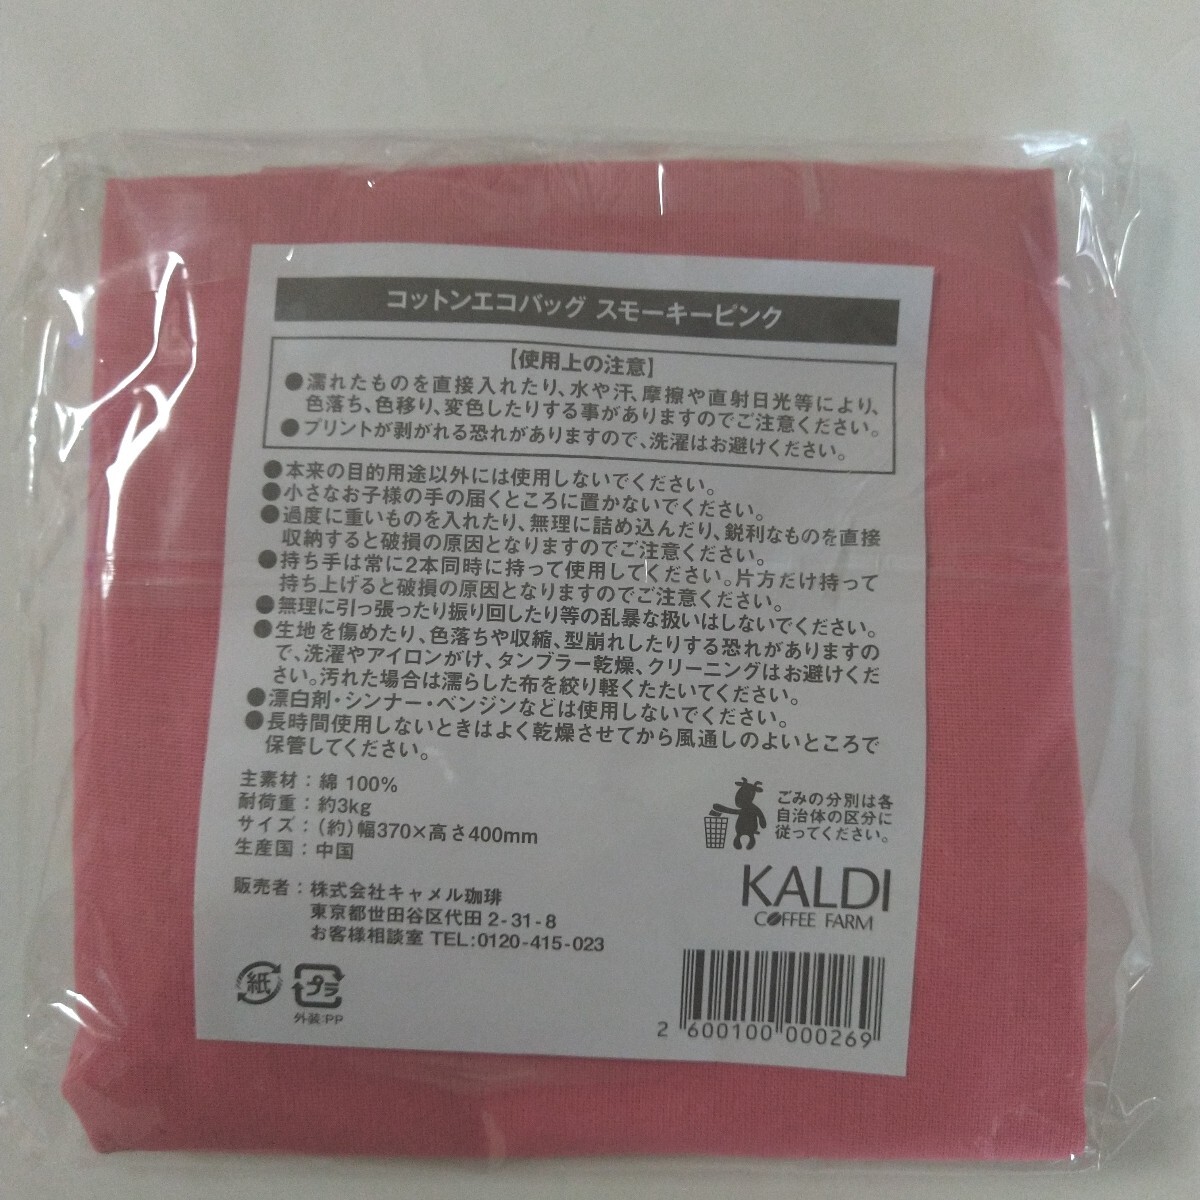 コットンエコバッグ スモーキーピンク
【使用上の注意】
●濡れたものを直接入れたり、水や汗、摩擦や直射日光等により、
色落ち、色移り、変色したりする事がありますのでご注意ください。
●プリントが剥がれる恐れがありますので、洗濯はお避けください。
●本来の目的用途以外には使用しないでください。
●小さなお子様の手の届くところに置かないでください。
●過度に重いものを入れたり、無理に詰め込んだり、鋭利なものを直接
収納すると破損の原因となりますのでご注意ください。
●持ち手は常に2本同時に持って使用してください。片方だけ持って
持ち上げると破損の原因となりますのでご注意ください。
●無理に引っ張ったり振り回したり等の乱暴な扱いはしないでください。
●生地を傷めたり、色落ちや収縮、型崩れしたりする恐れがありますの
で、洗濯やアイロンがけ、タンブラー乾燥、クリーニングはお避けくだ
さい。汚れた場合は濡らした布を絞り軽くたたいてください。
●漂白剤・シンナー・ベンジンなどは使用しないでください。
●長時間使用しないときはよく乾燥させてから風通しのよいところで
保管してください。
主素材：綿 100%
耐荷重：約3kg
サイズ：（約）幅370×高さ400mm
生産国：中国
ごみの分別は各
自治体の区分に
従ってください。
KALDI
COFFEE FARM
販売者：株式会社キャメル珈琲
東京都世田谷区代田 2-31-8
お客様相談室 TEL:0120-415-023
紙
プラ
外装:PP
2 600100 000269